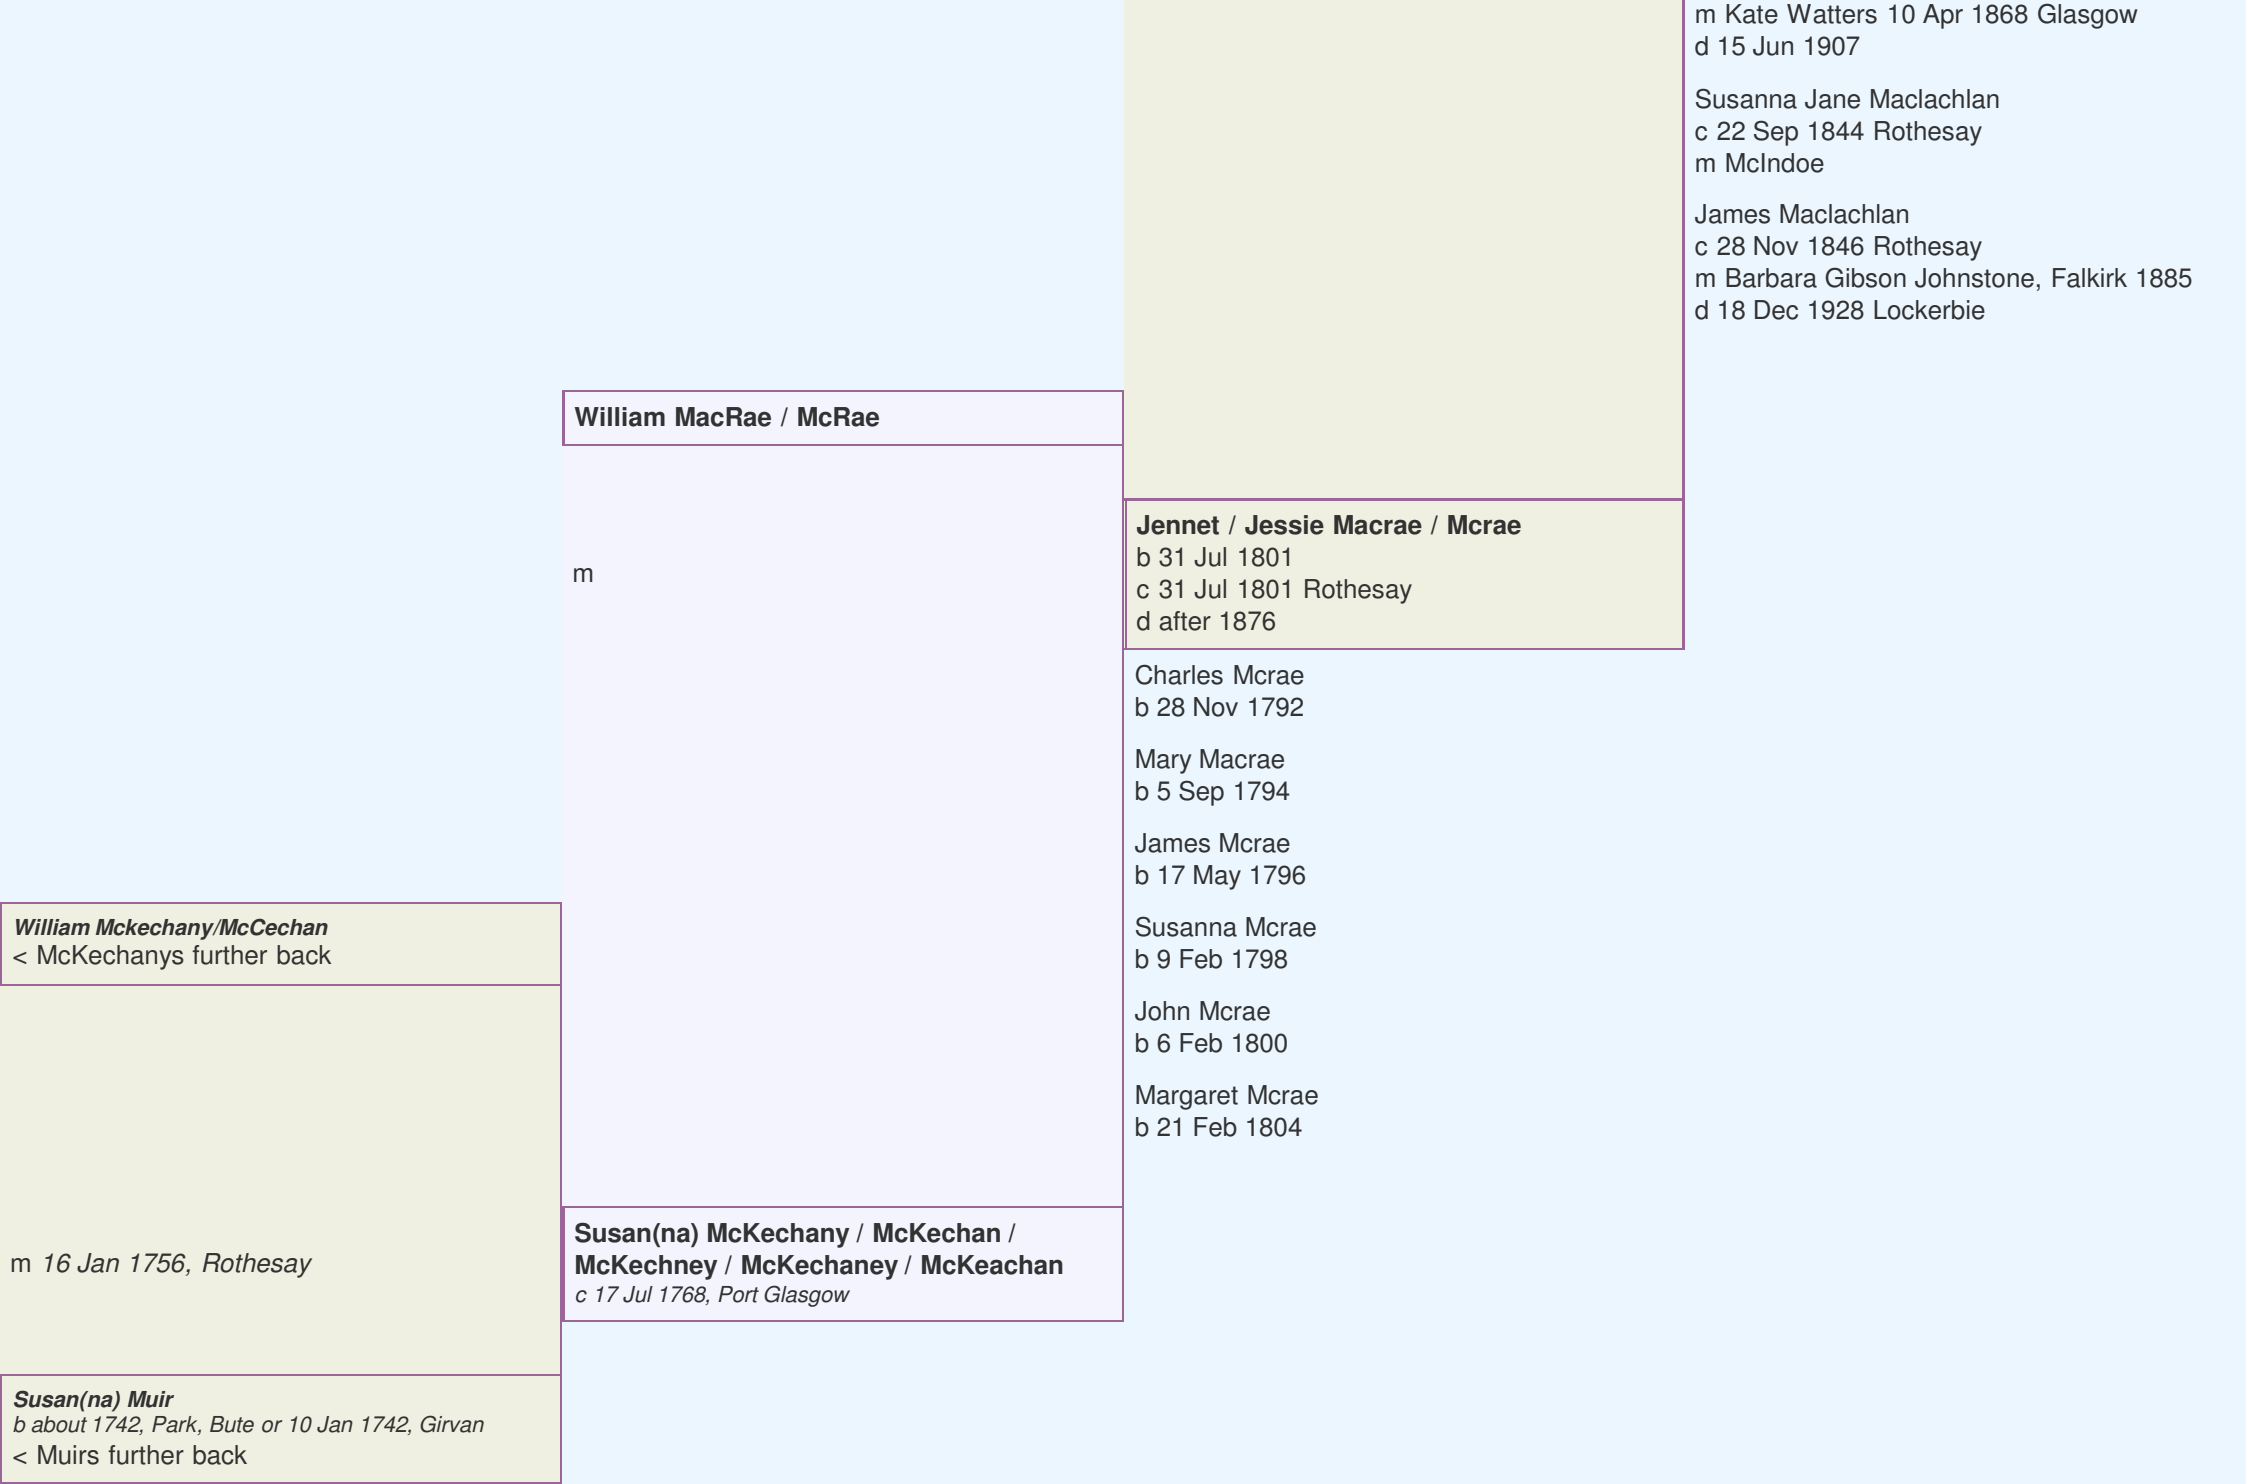 m Kate Watters 10 Apr 1868 Glasgow
d 15 Jun 1907
Susanna Jane Maclachlan
c 22 Sep 1844 Rothesay
m McIndoe
James Maclachlan
c 28 Nov 1846 Rothesay
m Barbara Gibson Johnstone, Falkirk 1885
d 18 Dec 1928 Lockerbie
William MacRae / McRae
m
Jennet / Jessie Macrae / Mcrae
b 31 Jul 1801
c 31 Jul 1801 Rothesay
d after 1876
Charles Mcrae
b 28 Nov 1792
Mary Macrae
b 5 Sep 1794
James Mcrae
b 17 May 1796
Susanna Mcrae
b 9 Feb 1798
John Mcrae
b 6 Feb 1800
Margaret Mcrae
b 21 Feb 1804
William Mckechany/McCechan
< McKechanys further back
m 16 Jan 1756, Rothesay
Susan(na) McKechany / McKechan /
McKechney / McKechaney / McKeachan
c 17 Jul 1768, Port Glasgow
Susan(na) Muir
b about 1742, Park, Bute or 10 Jan 1742, Girvan
< Muirs further back